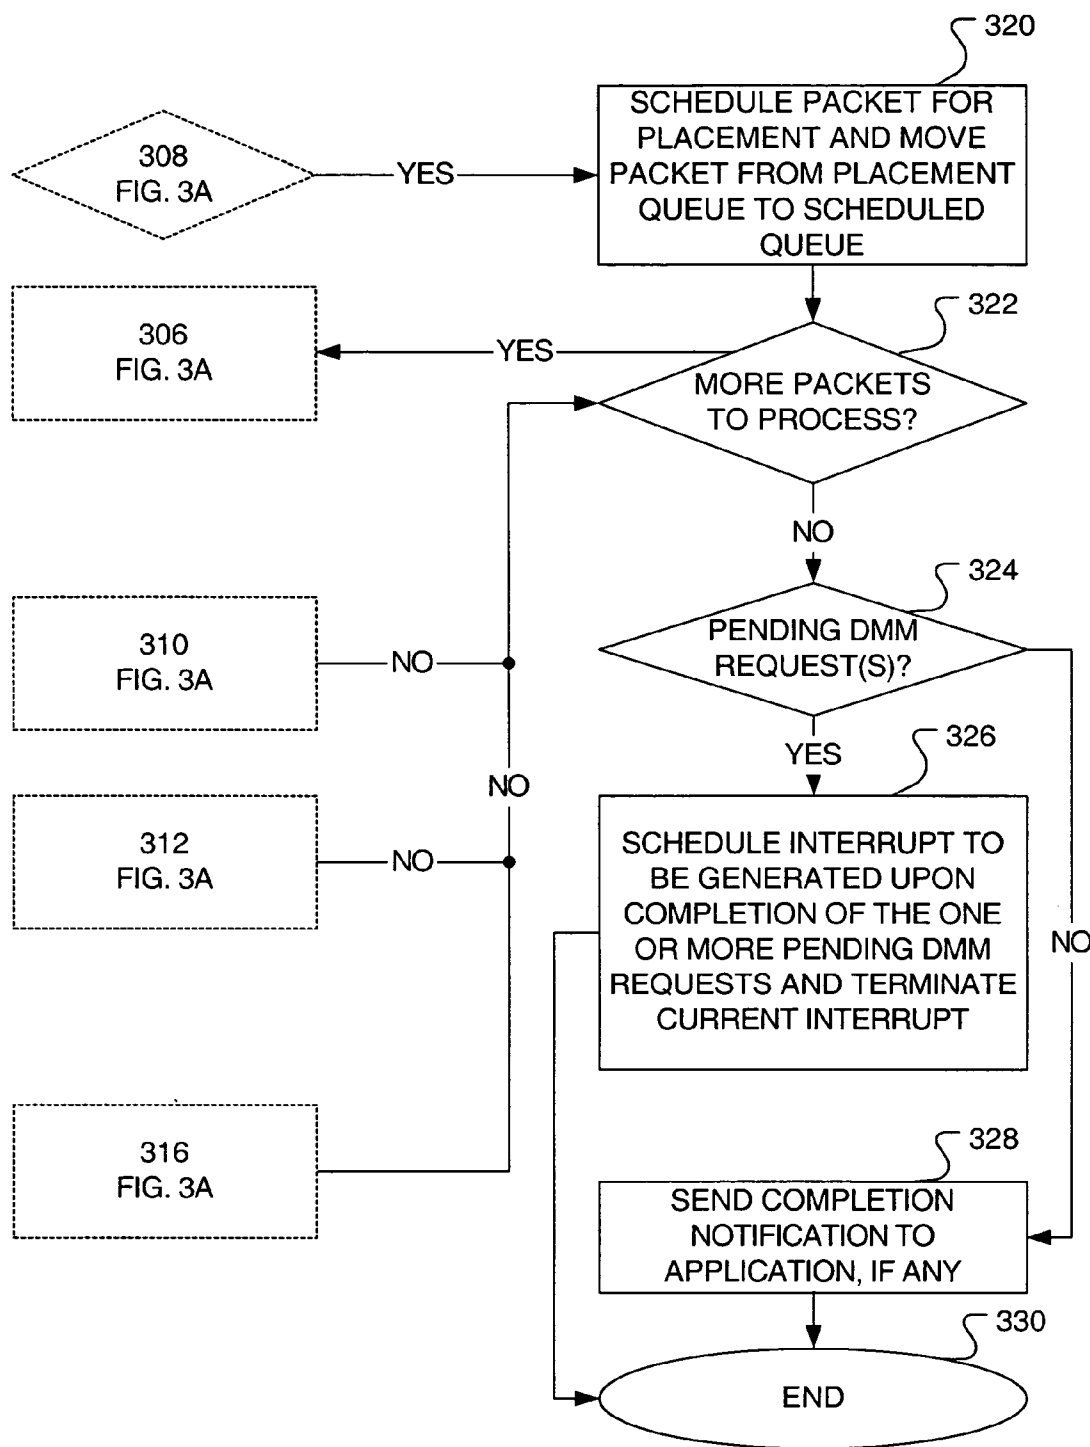 320
SCHEDULE PACKET FOR
PLACEMENT AND MOVE
PACKET FROM PLACEMENT
QUEUE TO SCHEDULED
QUEUE
308
FIG. 3A
YES
322
306
FIG. 3A
YES
MORE PACKETS
TO PROCESS?
NO
324
310
FIG. 3A
NO
PENDING DMM
REQUEST(S)?
326
YES
NO
312
FIG. 3A
NO
SCHEDULE INTERRUPT TO
BE GENERATED UPON
COMPLETION OF THE ONE
OR MORE PENDING DMM
REQUESTS AND TERMINATE
CURRENT INTERRUPT
NO
316
FIG. 3A
328
SEND COMPLETION
NOTIFICATION TO
APPLICATION, IF ANY
330
END